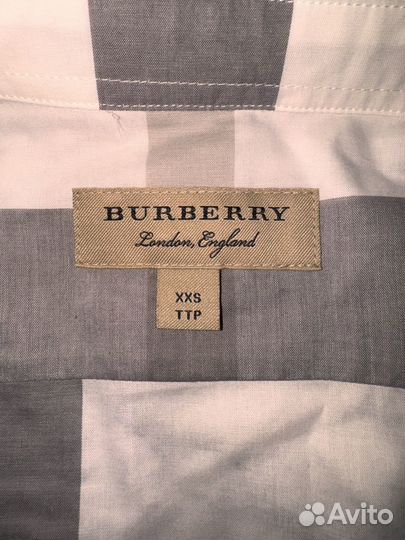 BURBERRY
London, England
XXS
TTP
Avito